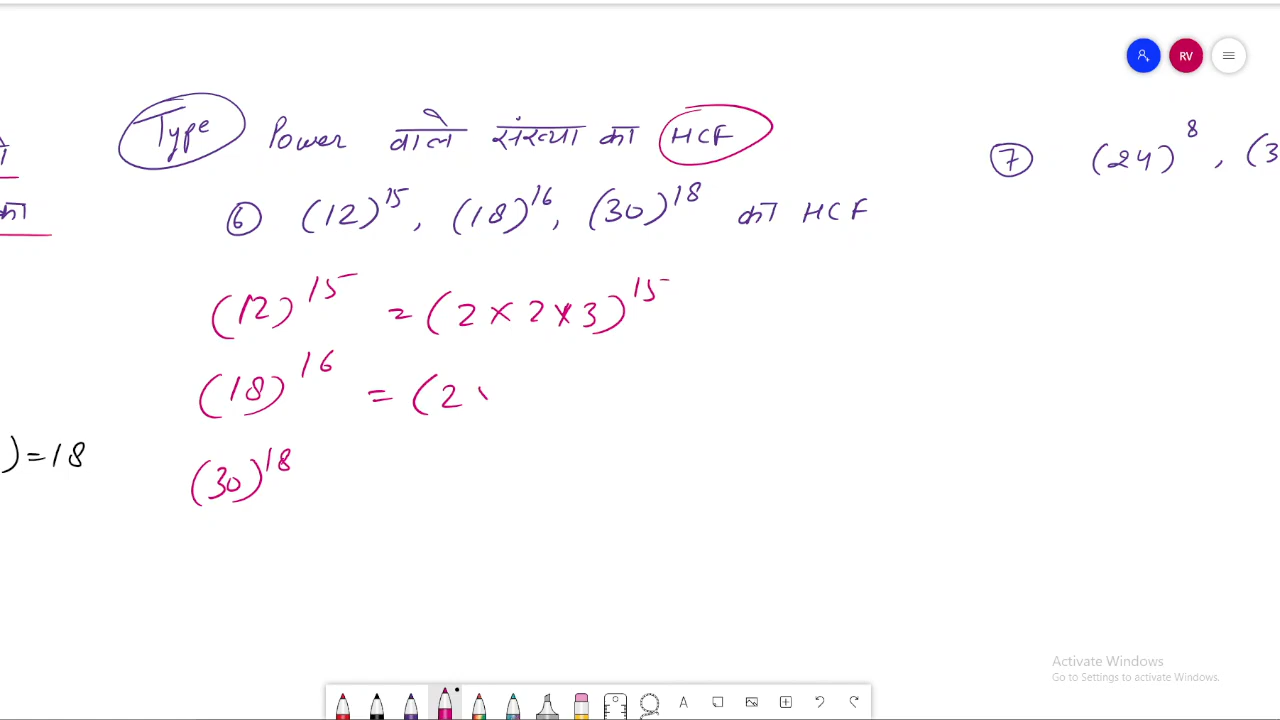 RV
Type Power वाले संख्या का HCF
7 (24)^8 , (3
का
6 (12)^15, (18)^16, (30)^18 का HCF
(12)^15 = (2 × 2 × 3)^15
(18)^16 = (2
) = 18
(30)^18
Activate Windows
Go to Settings to activate Windows.
A